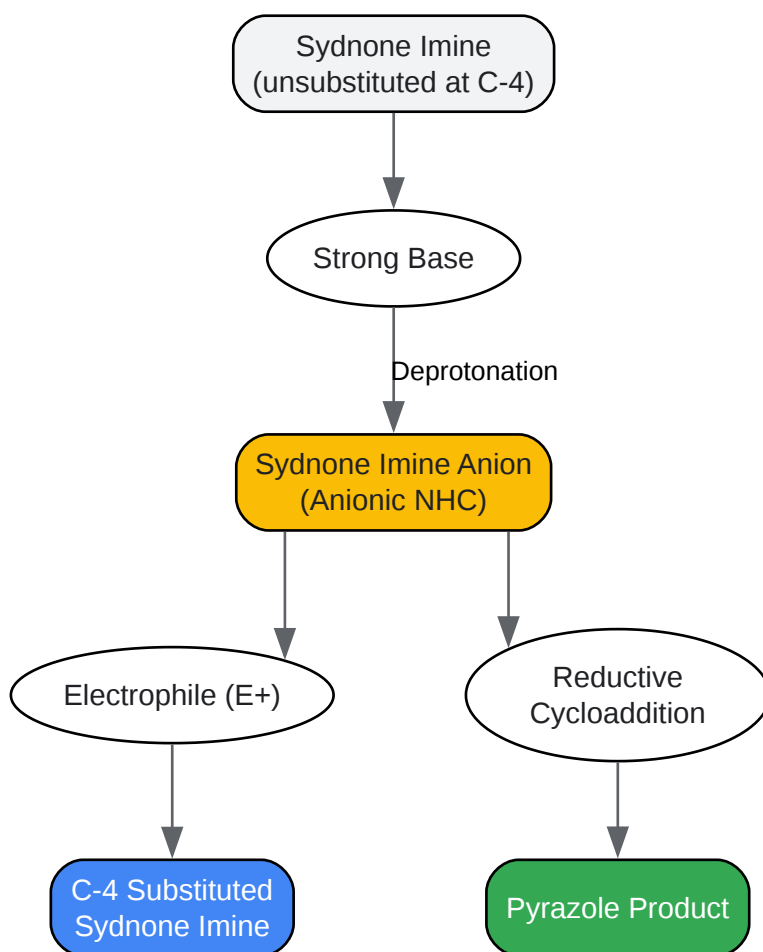 Sydnone Imine
(unsubstituted at C-4)
Strong Base
Deprotonation
Sydnone Imine Anion
(Anionic NHC)
Electrophile (E+)
Reductive
Cycloaddition
C-4 Substituted
Sydnone Imine
Pyrazole Product